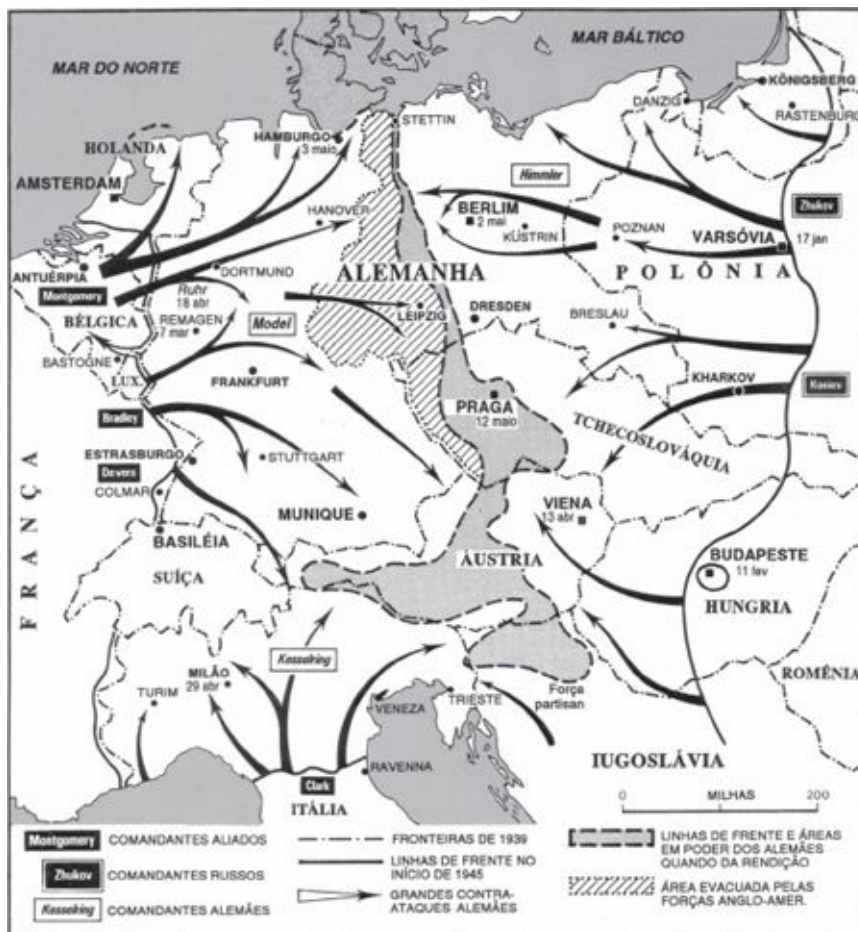 MAR DO NORTE
MAR BÁLTICO
KÖNIGSBERG
DANZIG
RASTENBURG
STETTIN
HAMBURGO
3 maio
HOLANDA
AMSTERDAM
HANOVER
Himmler
BERLIM
2 mai
KÜSTRIN
POZNAN
Zhukov
VARSÓVIA
17 jan
ANTUÉRPIA
Montgomery
DORTMUND
ALEMANHA
POLÔNIA
Ruhr
18 abr
BÉLGICA
REMAGEN
7 mar
Model
LEIPZIG
DRESDEN
BRESLAU
BASTOGNE
LUX.
FRANKFURT
KHARKOV
Koniov
PRAGA
12 maio
TCHECOSLOVÁQUIA
Bradley
ESTRASBURGO
STUTTGART
Devers
COLMAR
FRANÇA
MUNIQUE
VIENA
13 abr
BASILÉIA
ÁUSTRIA
BUDAPESTE
11 fev
SUÍÇA
HUNGRIA
Kesselring
MILÃO
29 abr
ROMÊNIA
TURIM
VENEZA
TRIESTE
Força
partisan
RAVENNA
IUGOSLÁVIA
Clark
ITÁLIA
0 MILHAS 200
Montgomery COMANDANTES ALIADOS
Zhukov COMANDANTES RUSSOS
Kesselring COMANDANTES ALEMÃES
FRONTEIRAS DE 1939
LINHAS DE FRENTE NO
INÍCIO DE 1945
GRANDES CONTRA-
ATAQUES ALEMÃES
LINHAS DE FRENTE E ÁREAS
EM PODER DOS ALEMÃES
QUANDO DA RENDIÇÃO
ÁREA EVACUADA PELAS
FORÇAS ANGLO-AMER.